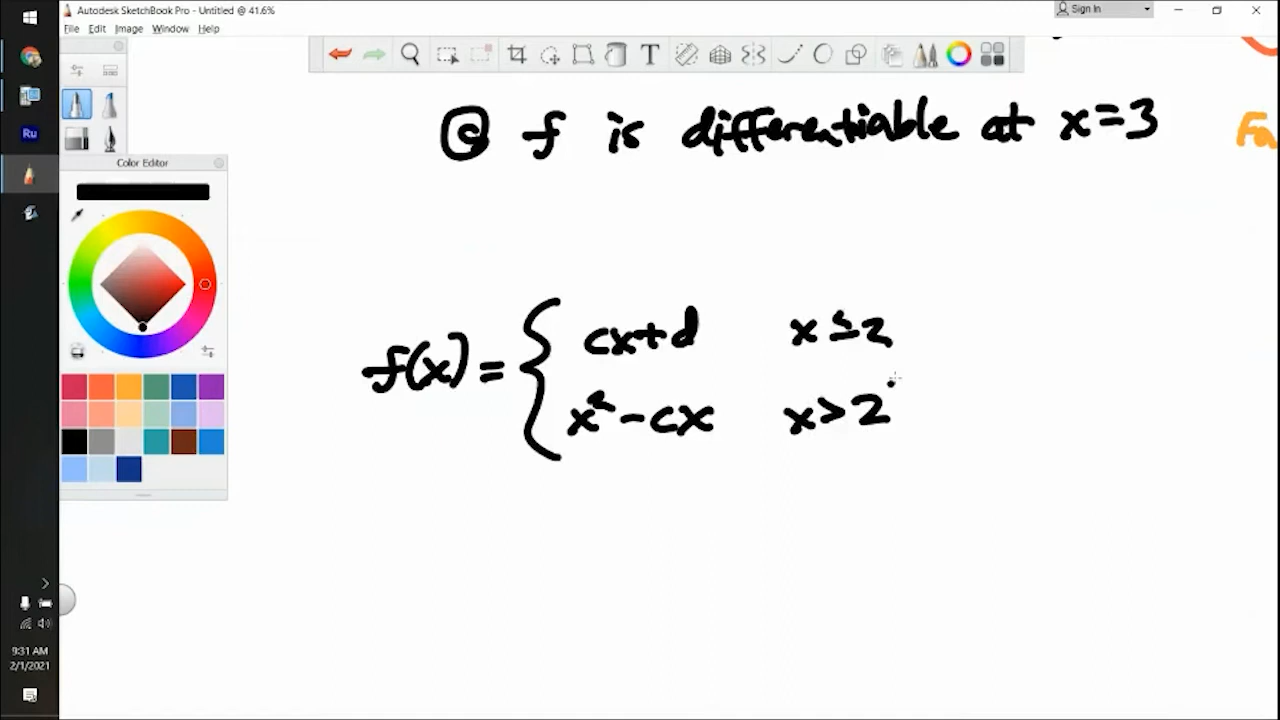 Autodesk SketchBook Pro - Untitled @ 41.6%
Sign In
File Edit Image Window Help
T
Ru
Color Editor
ⓒ f is differentiable at x=3
f(x) = { cx+d x≤2
x²-cx x>2
9:31 AM
2/1/2021